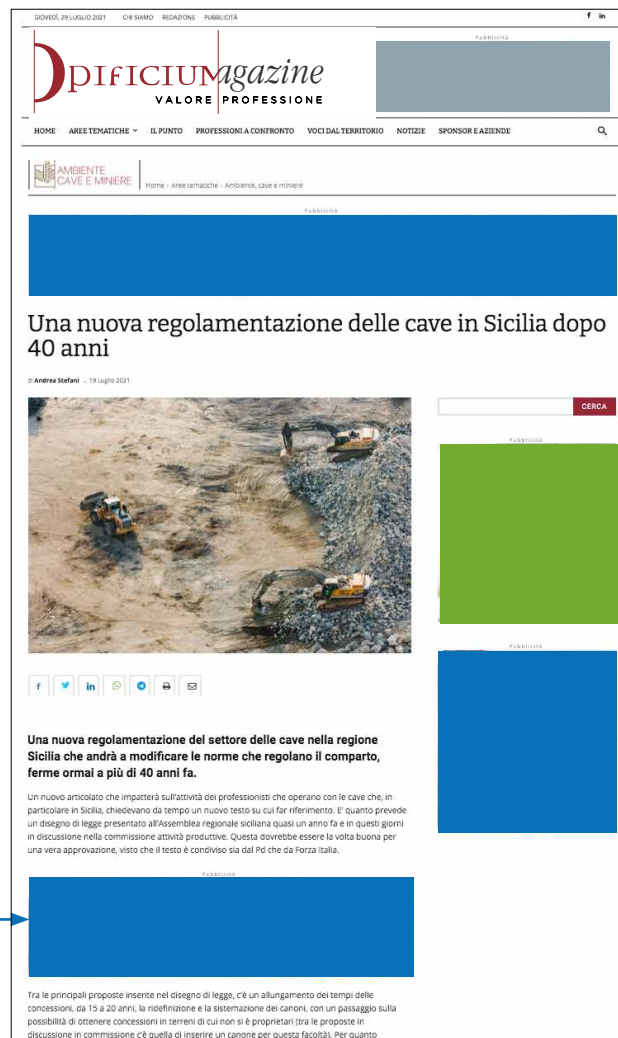 GIOVEDÌ, 29 LUGLIO 2021 CHI SIAMO REDAZIONE PUBBLICITÀ
Pubblicità
OPIFICIUMagazine
VALORE PROFESSIONE
HOME AREE TEMATICHE IL PUNTO PROFESSIONI A CONFRONTO VOCI DAL TERRITORIO NOTIZIE SPONSOR E AZIENDE
AMBIENTE
CAVE E MINIERE
Home › Aree tematiche › Ambiente, cave e miniere
Pubblicità
Una nuova regolamentazione delle cave in Sicilia dopo
40 anni
di Andrea Stefani - 19 Luglio 2021
CERCA
Pubblicità
Pubblicità
Una nuova regolamentazione del settore delle cave nella regione
Sicilia che andrà a modificare le norme che regolano il comparto,
ferme ormai a più di 40 anni fa.
Un nuovo articolato che impatterà sull'attività dei professionisti che operano con le cave che, in
particolare in Sicilia, chiedevano da tempo un nuovo testo su cui far riferimento. E' quanto prevede
un disegno di legge presentato all'Assemblea regionale siciliana quasi un anno fa e in questi giorni
in discussione nella commissione attività produttive. Questa dovrebbe essere la volta buona per
una vera approvazione, visto che il testo è condiviso sia dal Pd che da Forza Italia.
Pubblicità
Tra le principali proposte inserite nel disegno di legge, c'è un allungamento dei tempi delle
concessioni, da 15 a 20 anni, la ridefinizione e la sistemazione dei canoni, con un passaggio sulla
possibilità di ottenere concessioni in terreni di cui non si è proprietari (tra le proposte in
discussione in commissione c'è quella di inserire un canone per questa facoltà). Per quanto